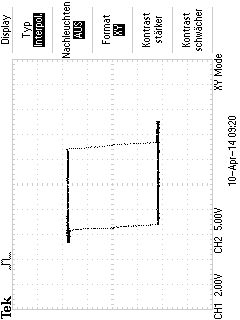 Tek
Display
Typ
Interpol.
Nachleuchten
AUS
Format
XY
Kontrast
stärker
Kontrast
schwächer
CH1 2.00V CH2 5.00V XY Mode
10-Apr-14 09:20